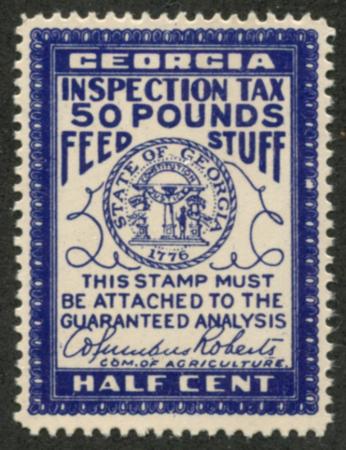 GEORGIA
INSPECTION TAX
50 POUNDS
FEED STUFF
STATE OF GEORGIA
CONSTITUTION
1776
THIS STAMP MUST
BE ATTACHED TO THE
GUARANTEED ANALYSIS
Columbus Roberts
COM. OF AGRICULTURE.
HALF CENT